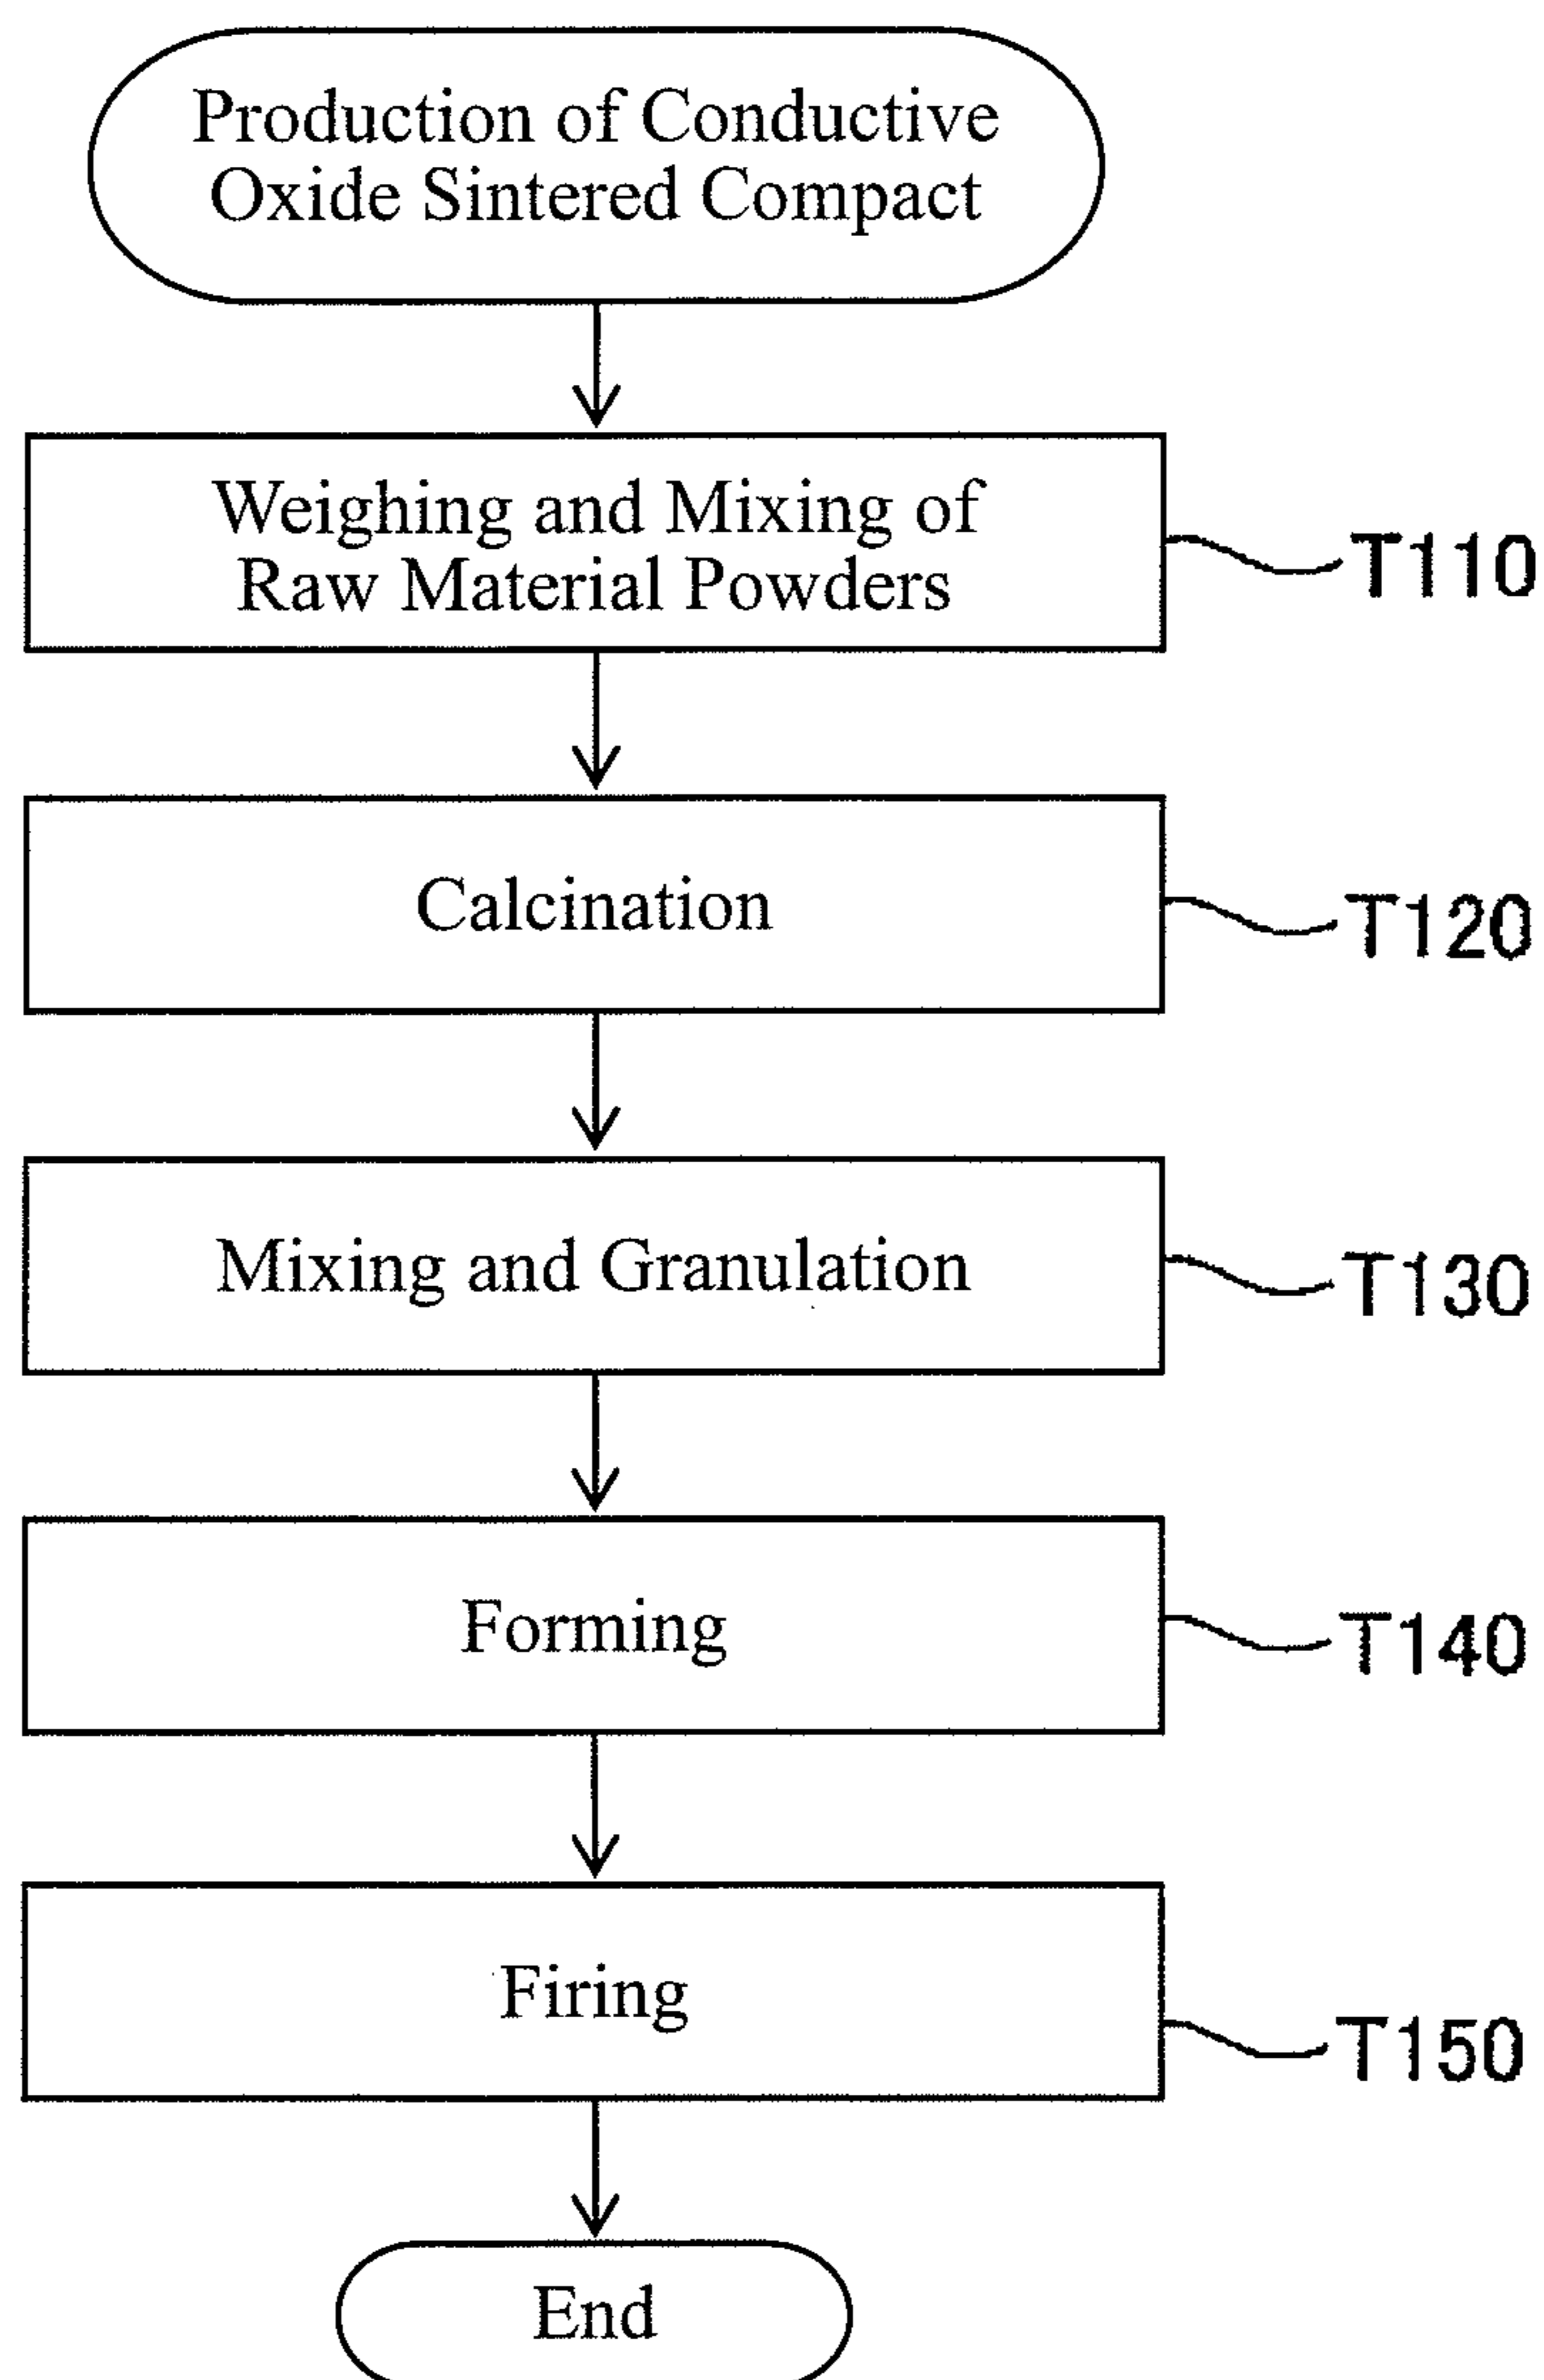 Production of Conductive
Oxide Sintered Compact
Weighing and Mixing of
Raw Material Powders
T110
Calcination
T120
Mixing and Granulation
T130
Forming
T140
Firing
T150
End